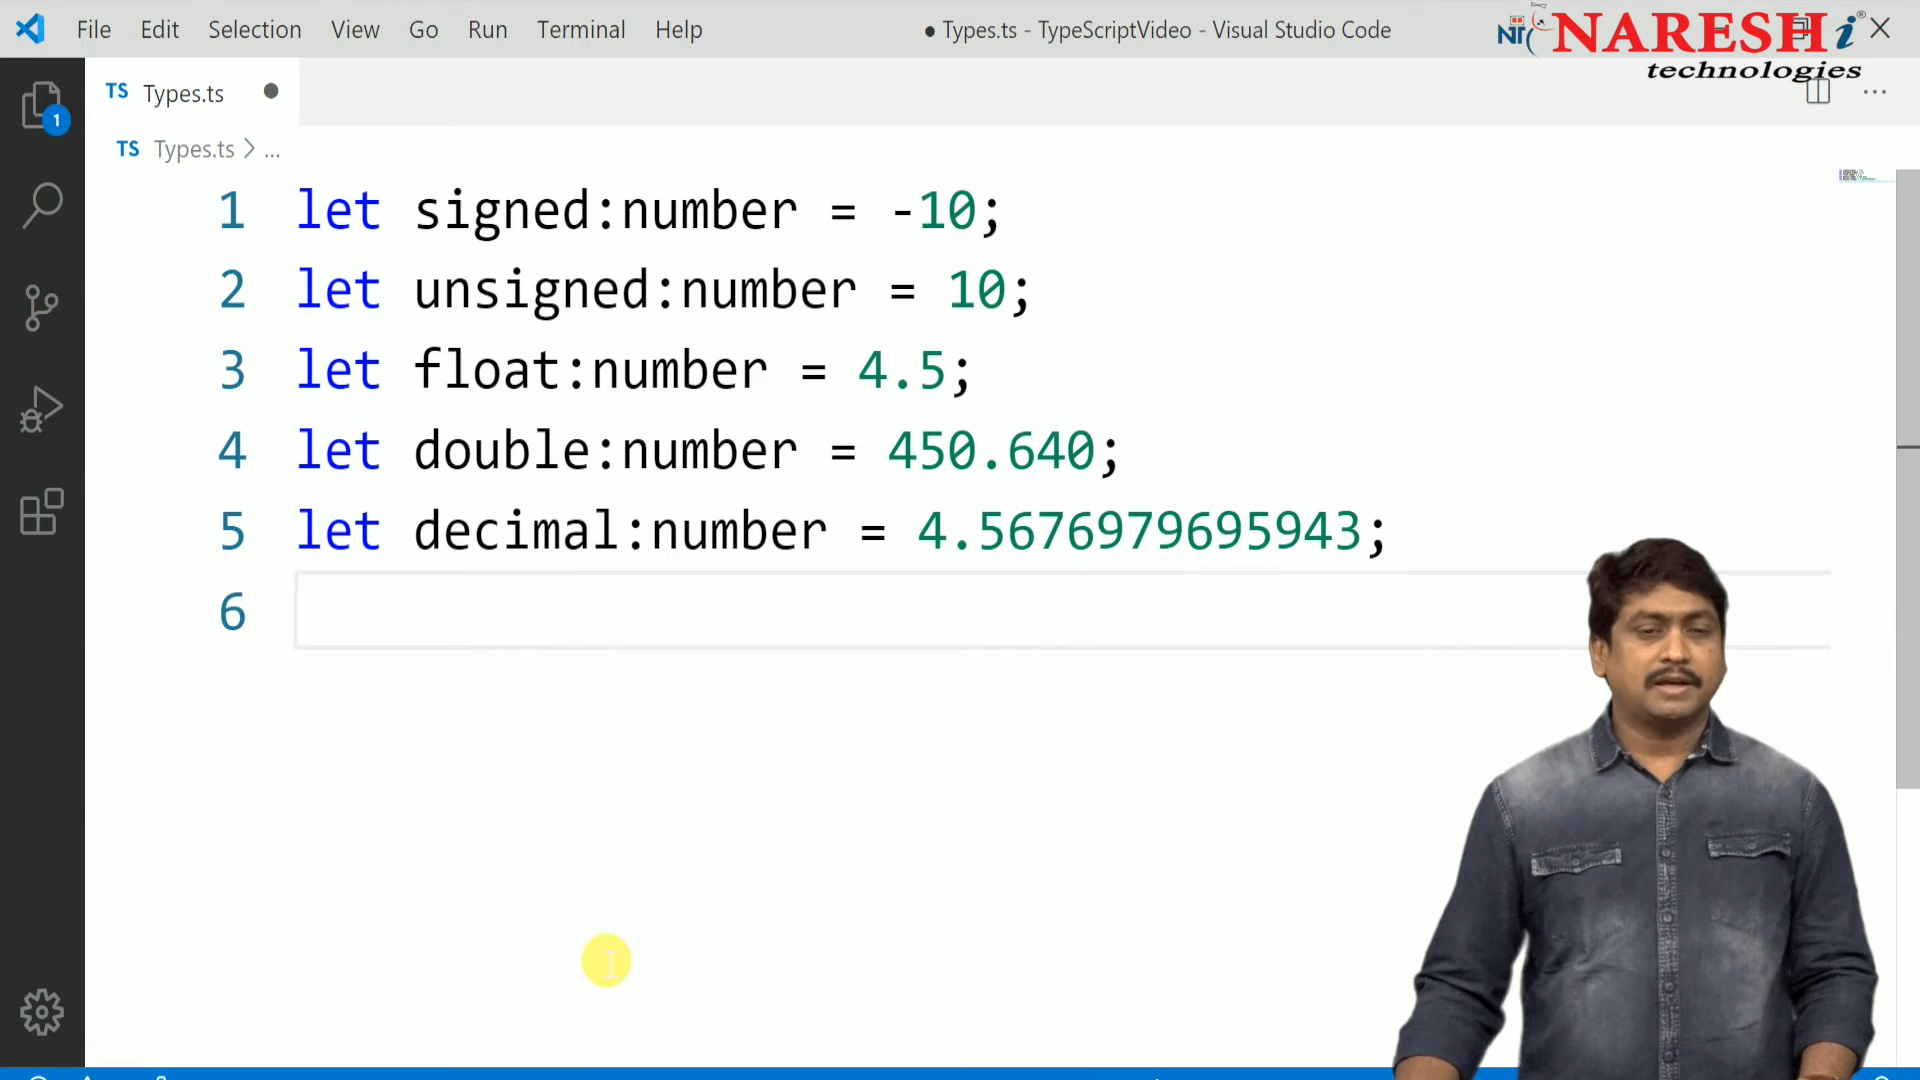 File Edit Selection View Go Run Terminal Help
● Types.ts - TypeScriptVideo - Visual Studio Code
NARESH i ®
technologies
TS Types.ts
1
TS Types.ts > ...
1 let signed:number = -10;
2 let unsigned:number = 10;
3 let float:number = 4.5;
4 let double:number = 450.640;
5 let decimal:number = 4.5676979695943;
6